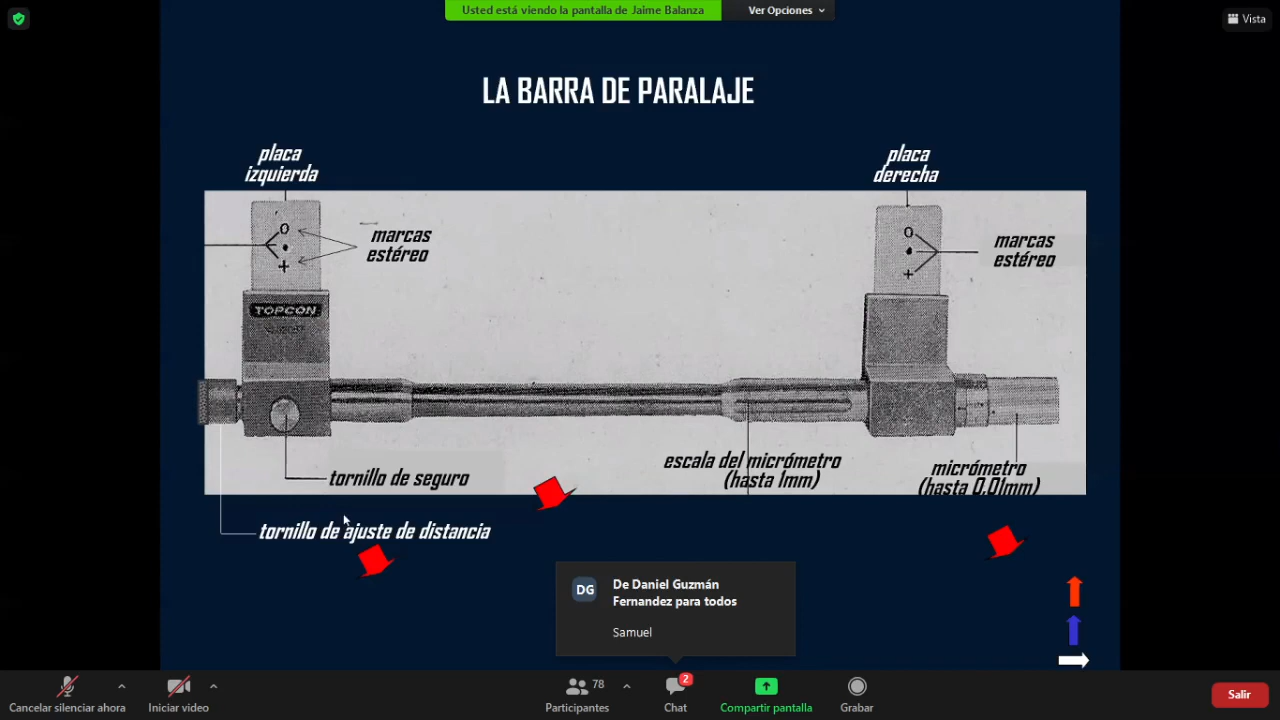 Usted está viendo la pantalla de Jaime Balanza
Ver Opciones
Vista
LA BARRA DE PARALAJE
placa
izquierda
placa
derecha
marcas
estéreo
marcas
estéreo
TOPCON
escala del micrómetro
(hasta 1mm)
micrómetro
(hasta 0.01mm)
tornillo de seguro
tornillo de ajuste de distancia
DG
De Daniel Guzmán
Fernandez para todos
Samuel
Cancelar silenciar ahora
Iniciar video
78
Participantes
2
Chat
Compartir pantalla
Grabar
Salir